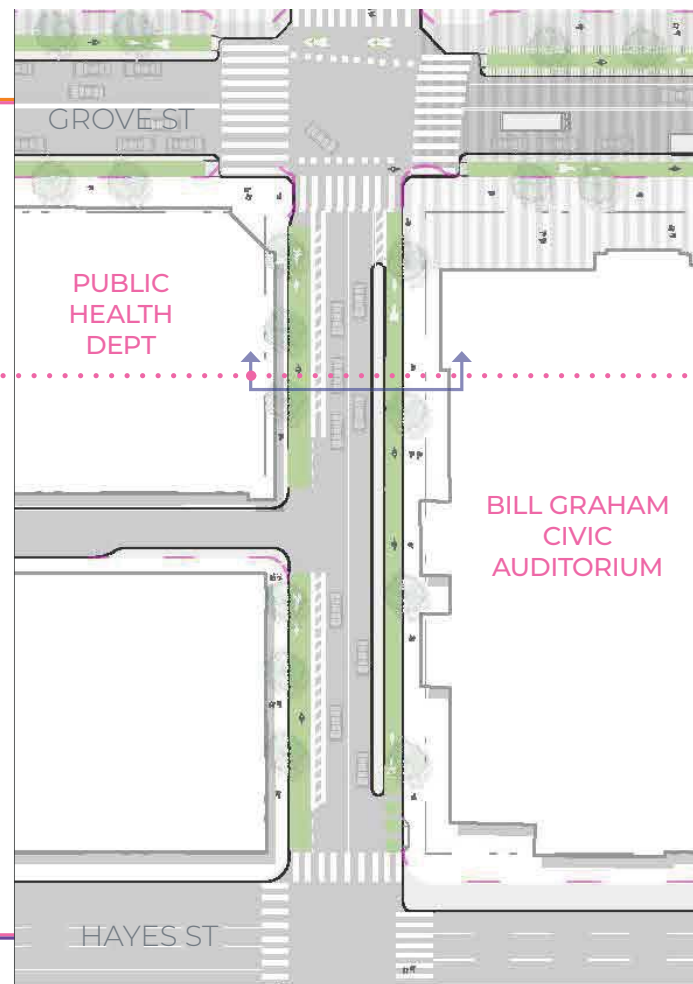 GROVE ST
PUBLIC
HEALTH
DEPT
BILL GRAHAM
CIVIC
AUDITORIUM
HAYES ST